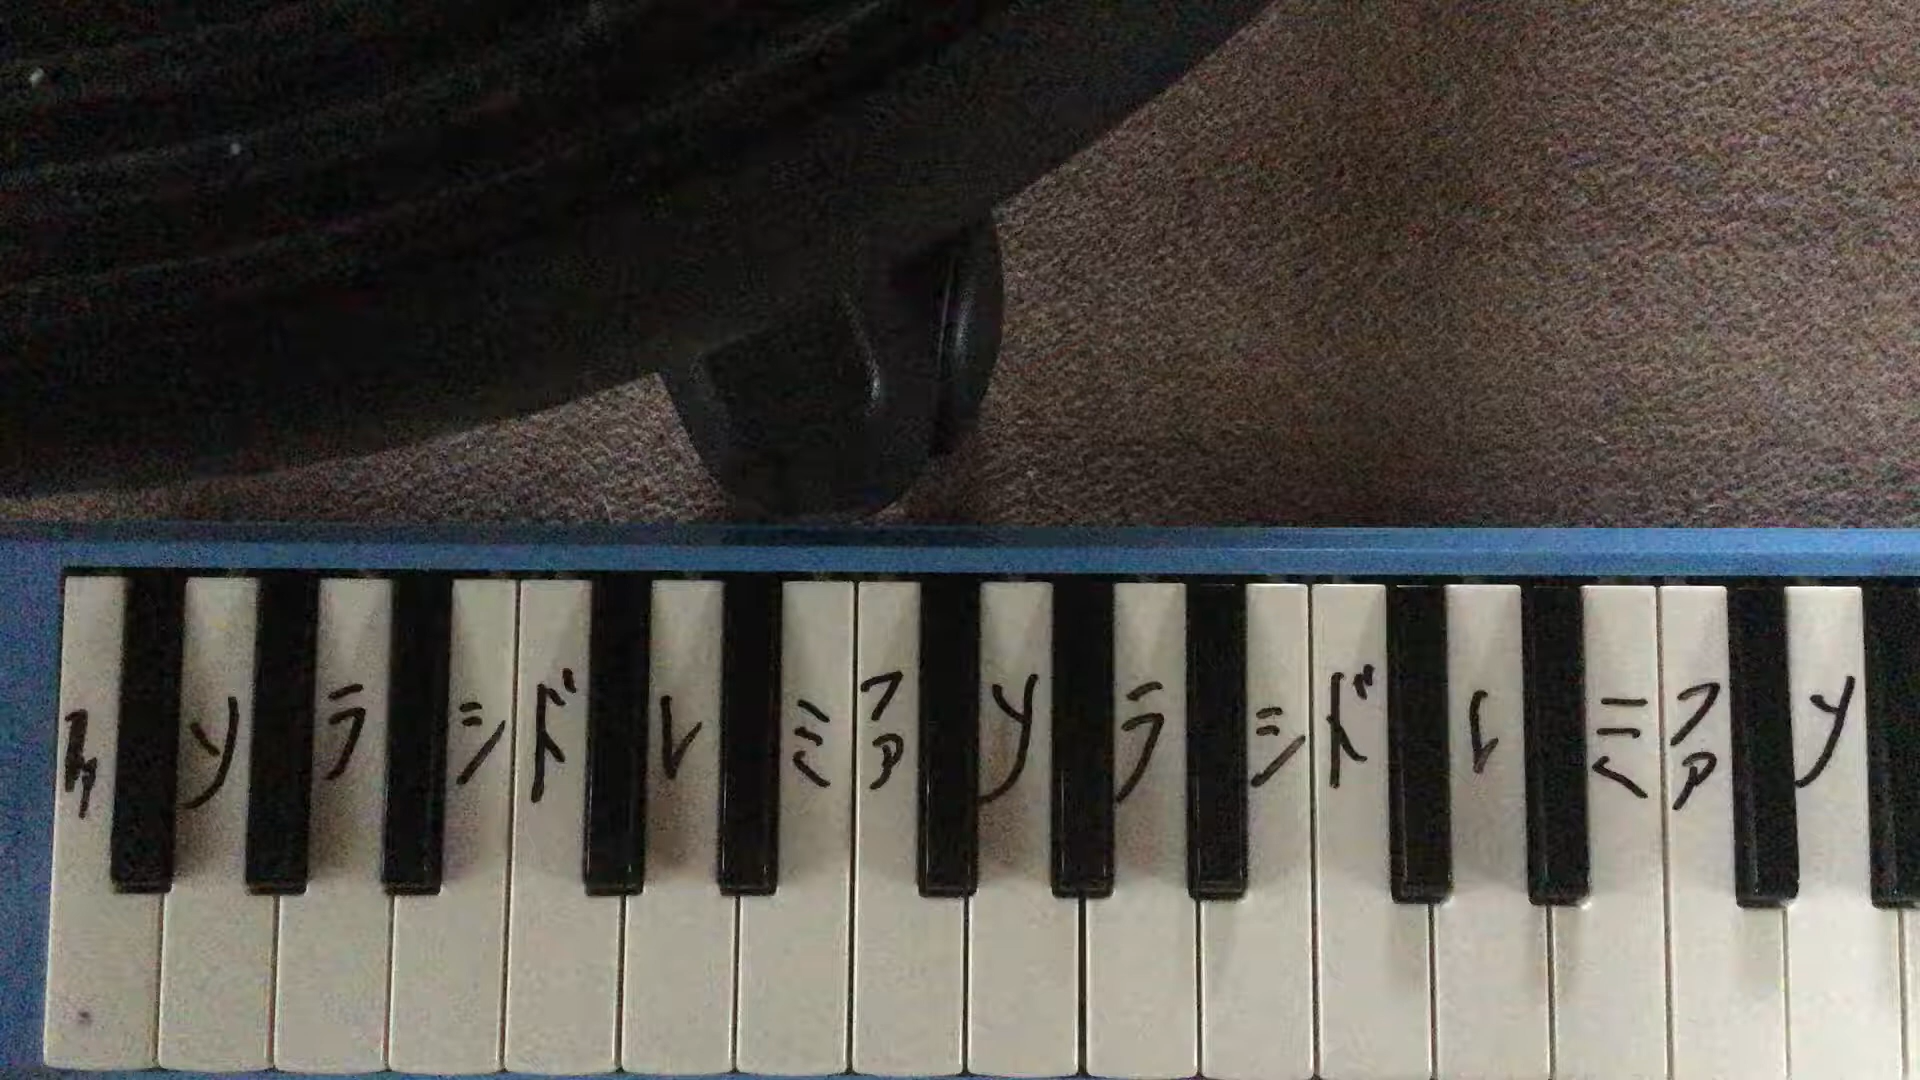 ファ ソ ラ シ ド レ ミ ファ ソ ラ シ ド レ ミ ファ ソ